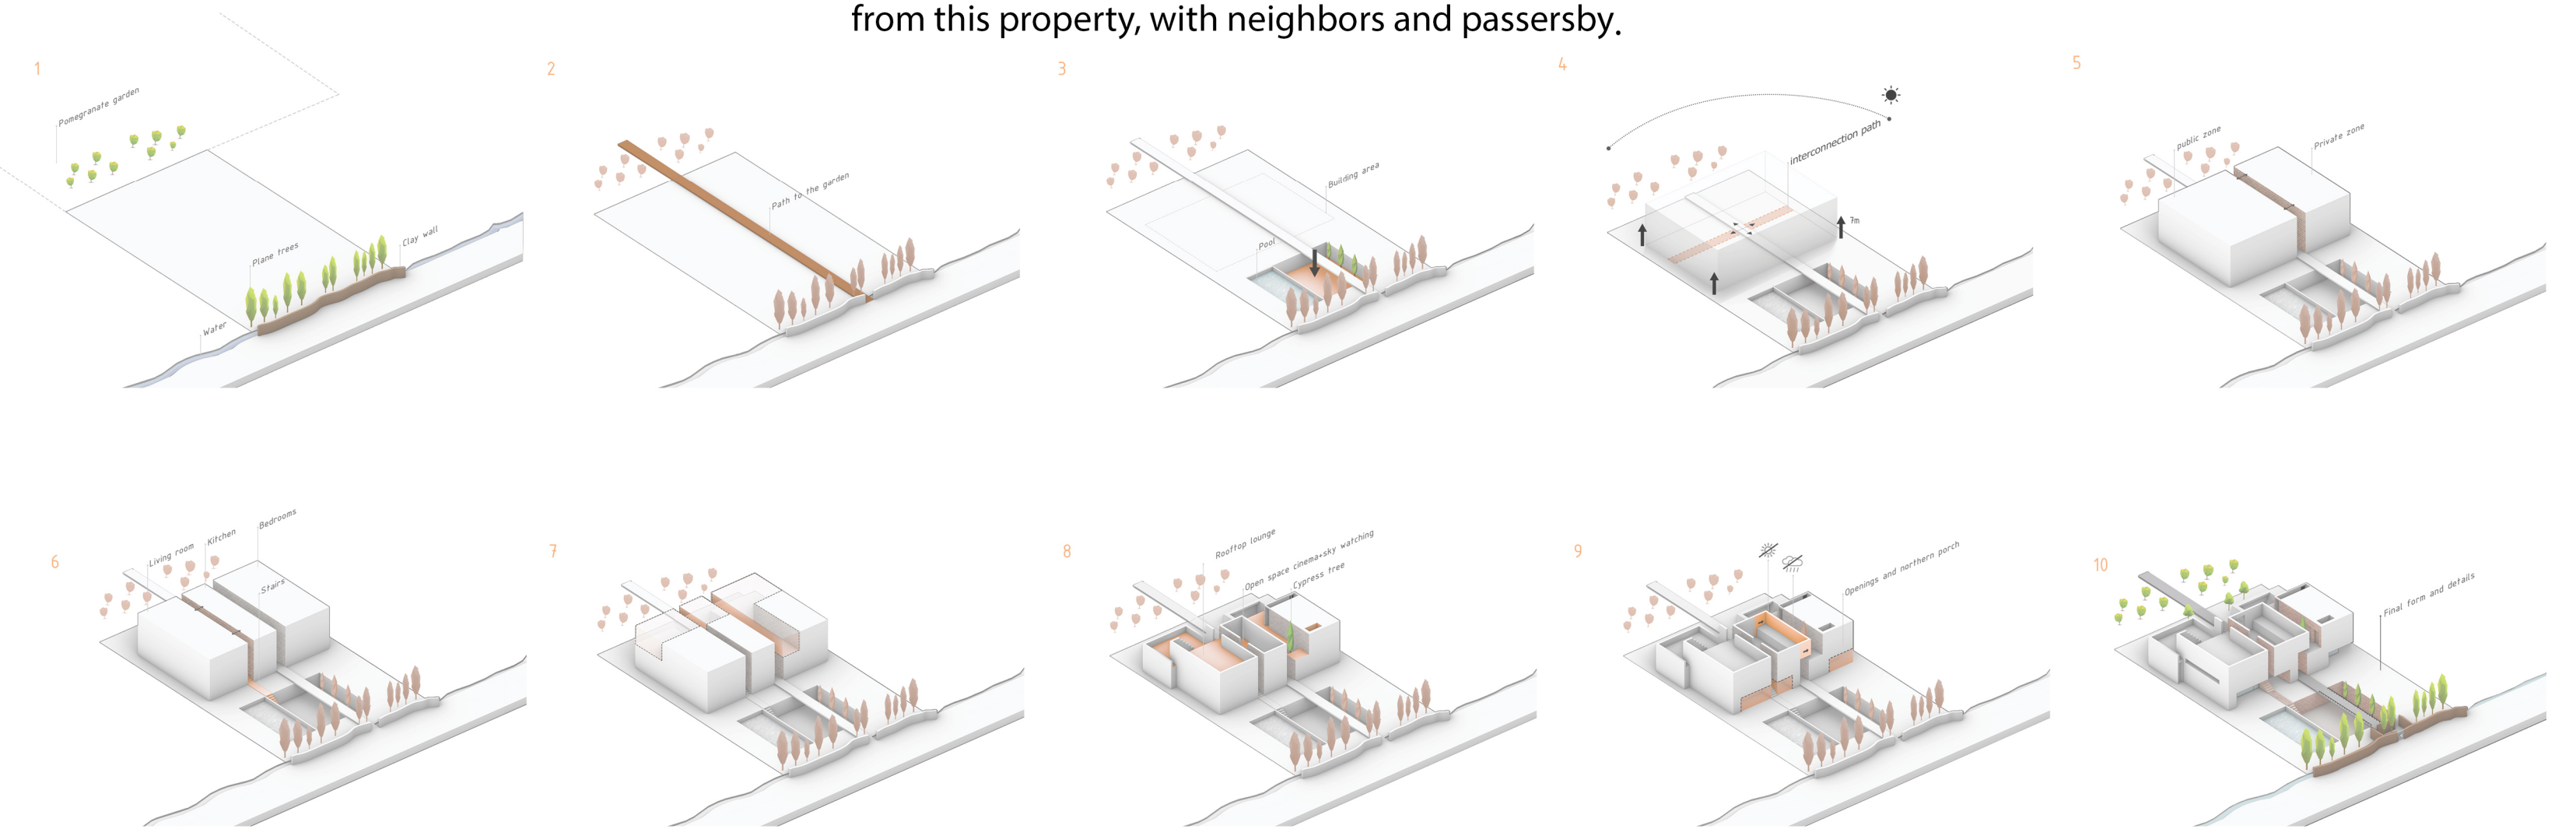 from this property, with neighbors and passersby.
1
Pomegranate garden
Plane trees
Clay wall
Water
2
Path to the garden
3
Building area
Pool
4
interconnection path
7m
5
public zone
Private zone
6
Living room
Kitchen
Bedrooms
Stairs
7
8
Rooftop lounge
Open space cinema+sky watching
Cypress tree
9
Openings and northern porch
10
Final form and details